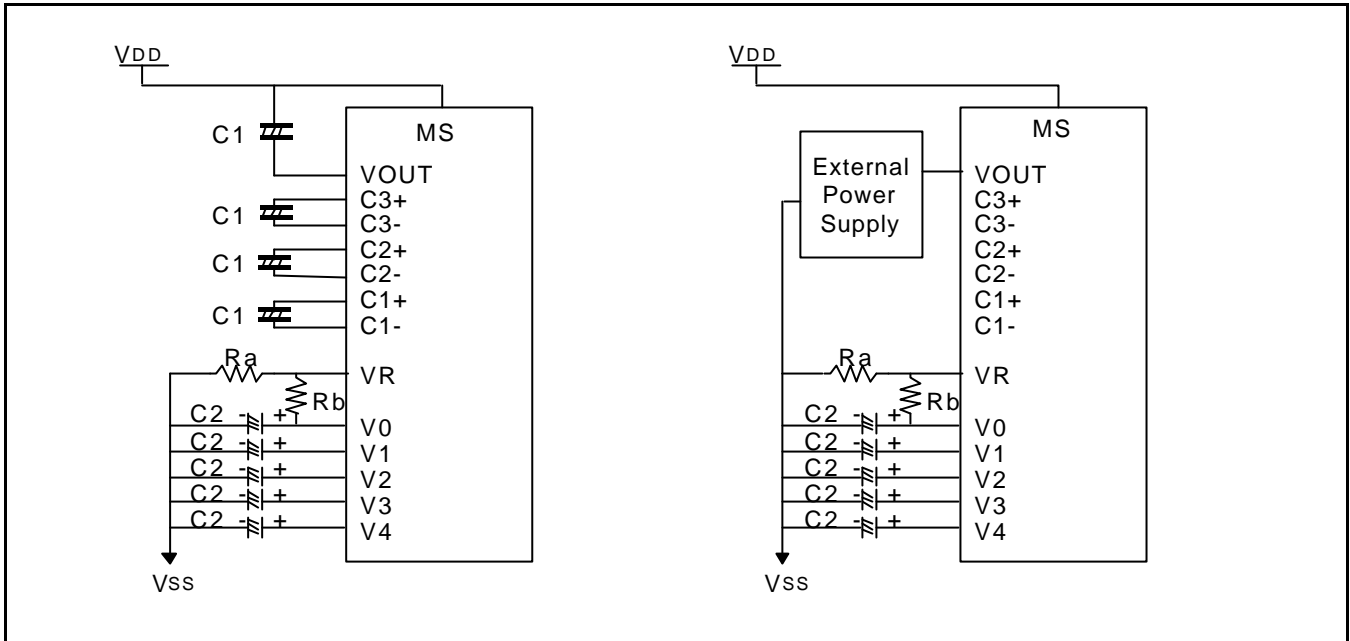 VDD
MS
C1
VOUT
C3+
C1
C3-
C2+
C1
C2-
C1+
C1
C1-
Ra
VR
Rb
C2 - +
V0
C2 - +
V1
C2 - +
V2
C2 - +
V3
C2 - +
V4
VSS
VDD
MS
External
Power
Supply
VOUT
C3+
C3-
C2+
C2-
C1+
C1-
Ra
VR
Rb
C2 - +
V0
C2 - +
V1
C2 - +
V2
C2 - +
V3
C2 - +
V4
VSS